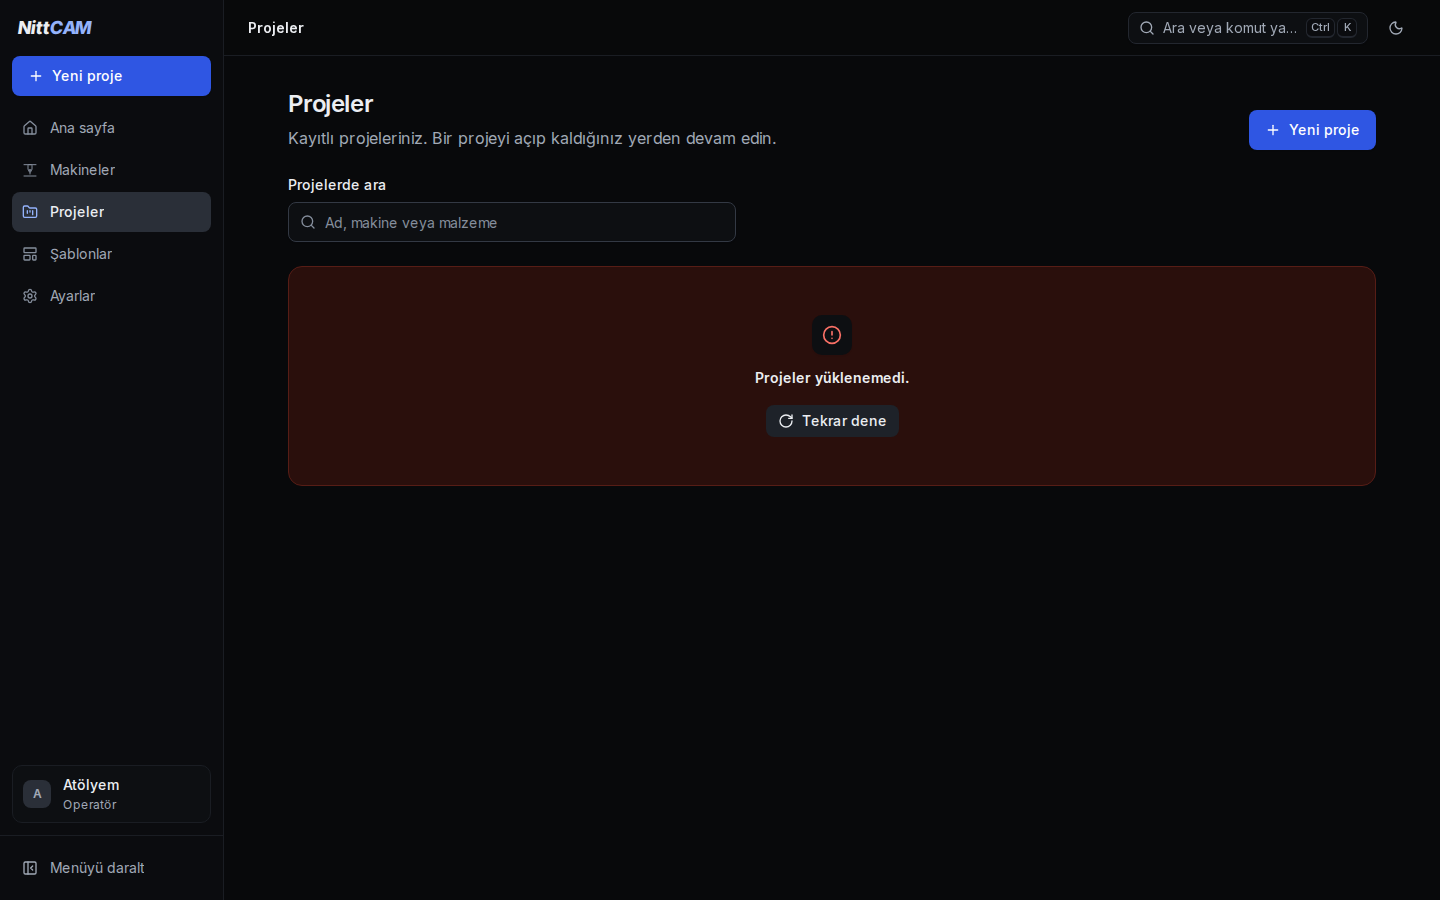 NittCAM
Yeni proje
Ana sayfa
Makineler
Projeler
Şablonlar
Ayarlar
Atölyem
A
Operatör
Menüyü daralt
Projeler
Ara veya komut ya… Ctrl K
Projeler
Kayıtlı projeleriniz. Bir projeyi açıp kaldığınız yerden devam edin.
Yeni proje
Projelerde ara
Ad, makine veya malzeme
Projeler yüklenemedi.
Tekrar dene